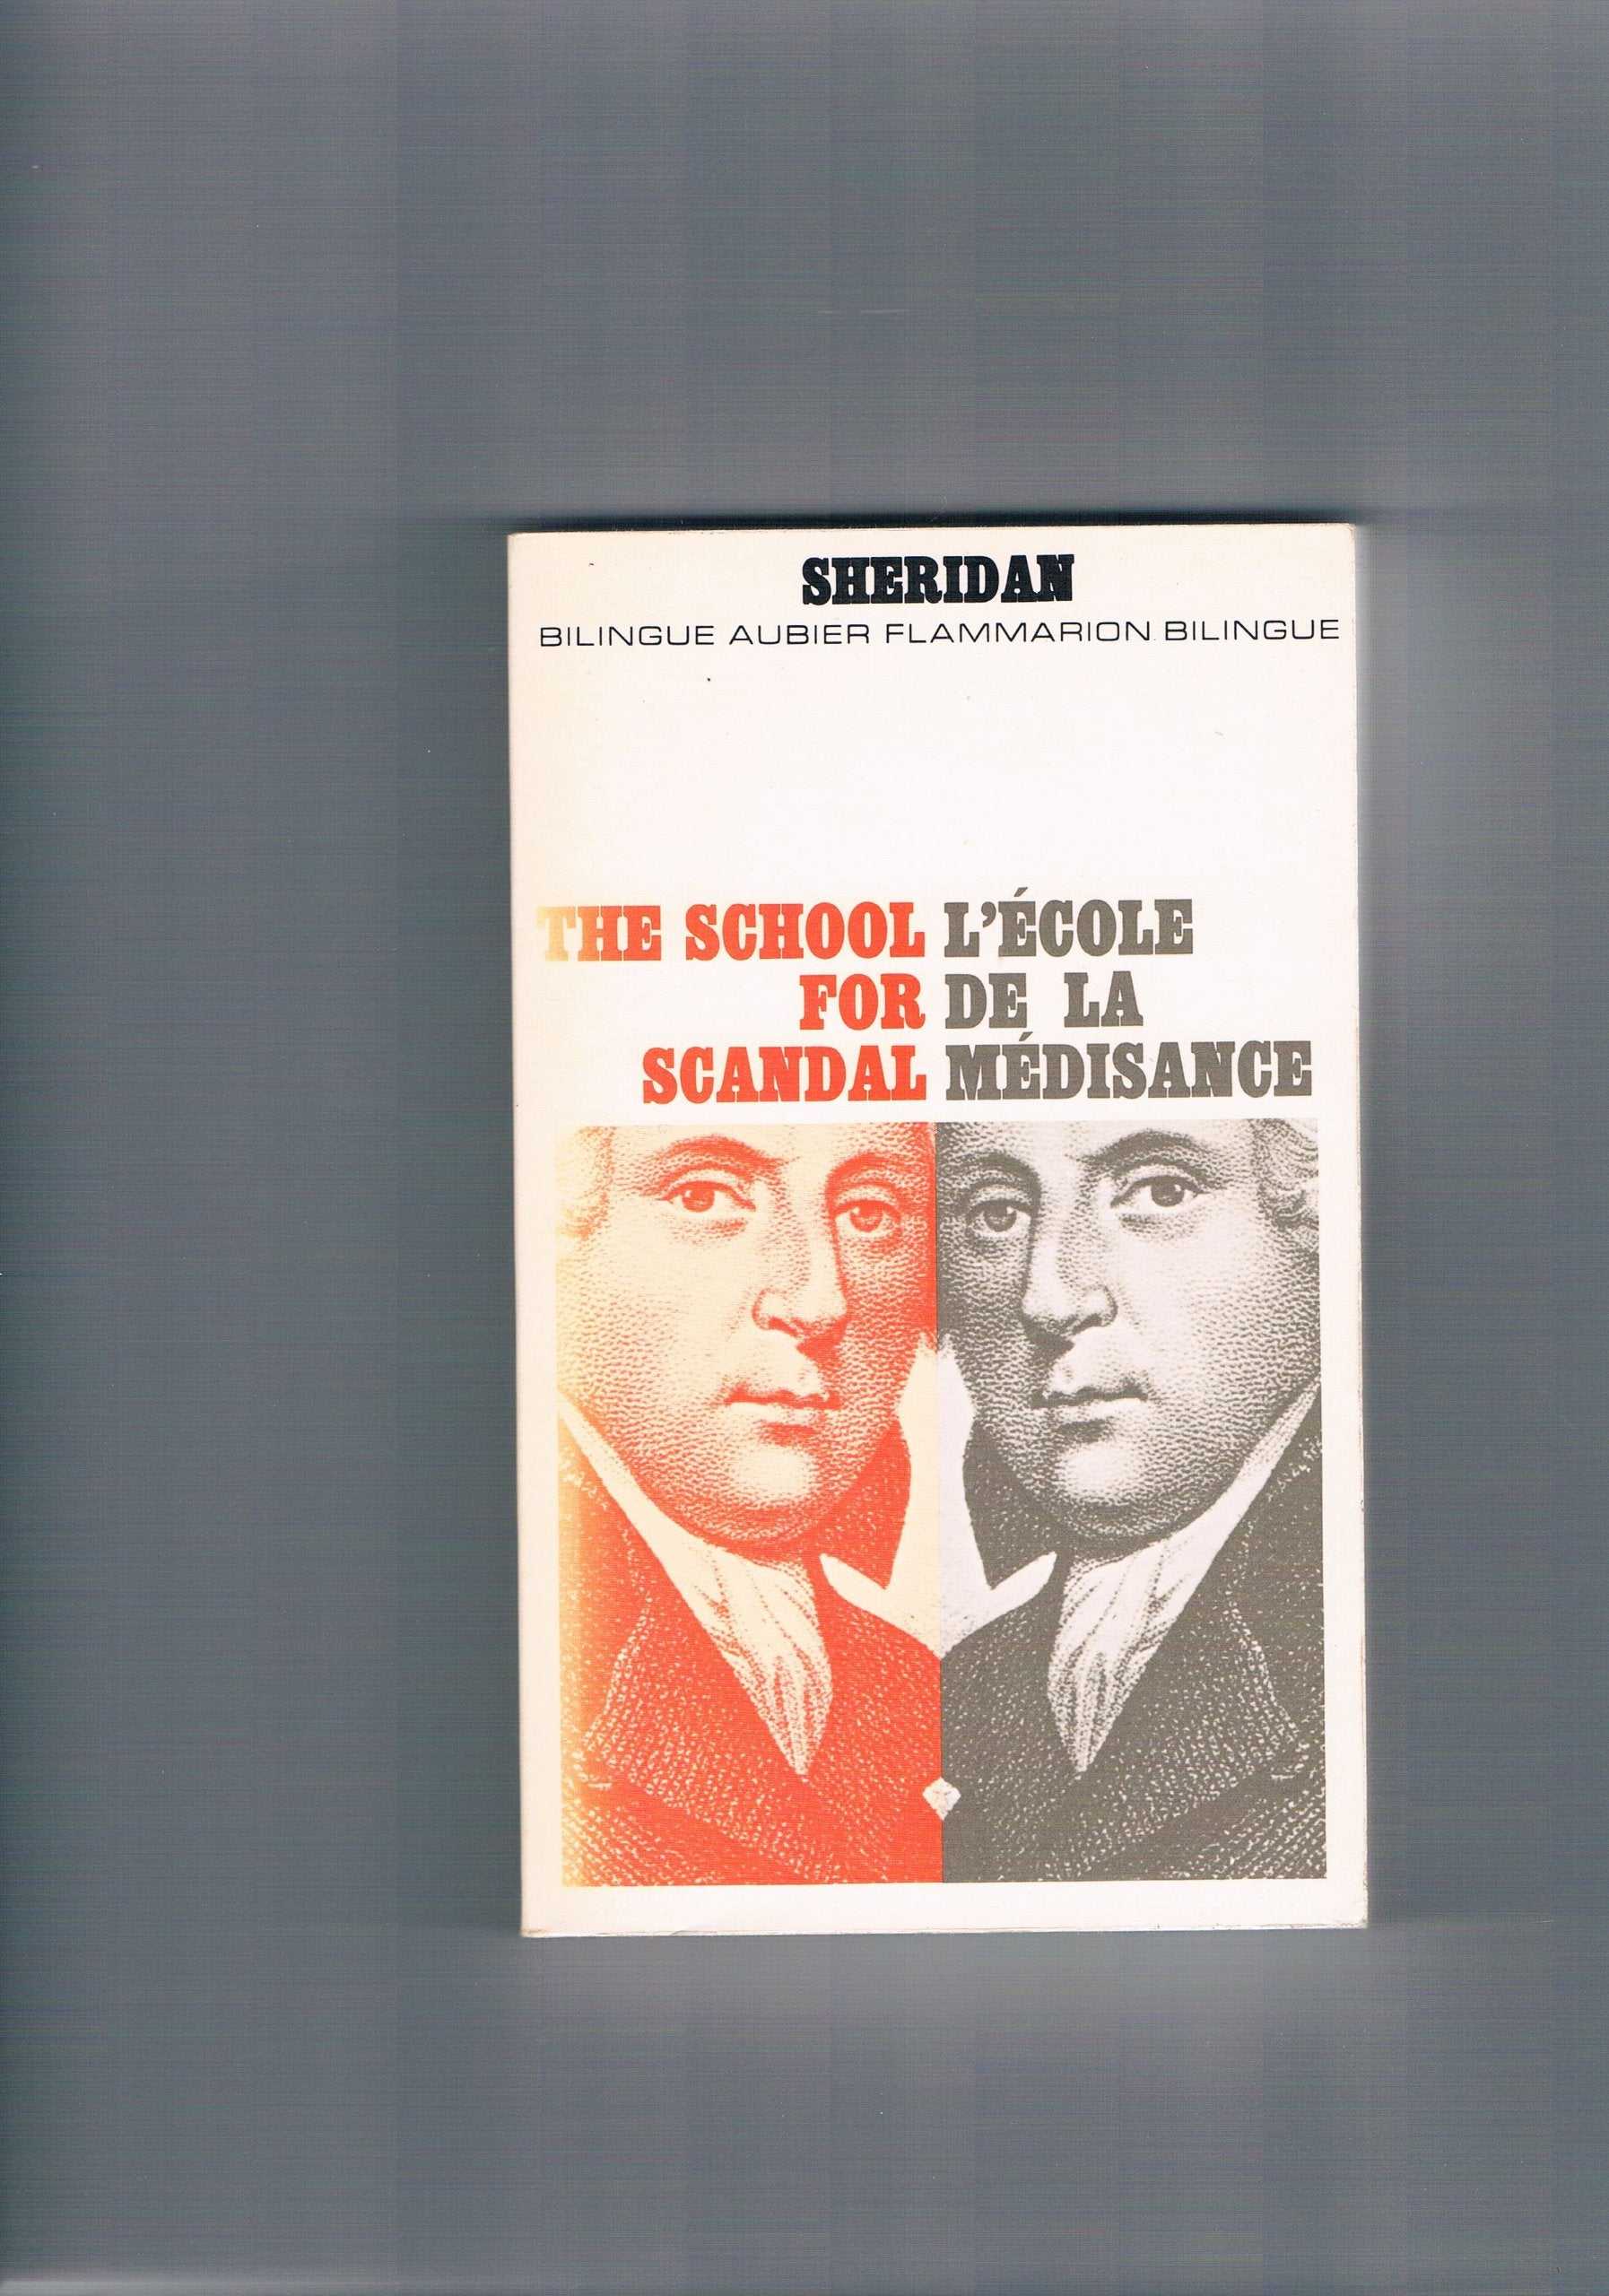 SHERIDAN
BILINGUE AUBIER FLAMMARION BILINGUE
THE SCHOOL L'ÉCOLE
FOR DE LA
SCANDAL MÉDISANCE